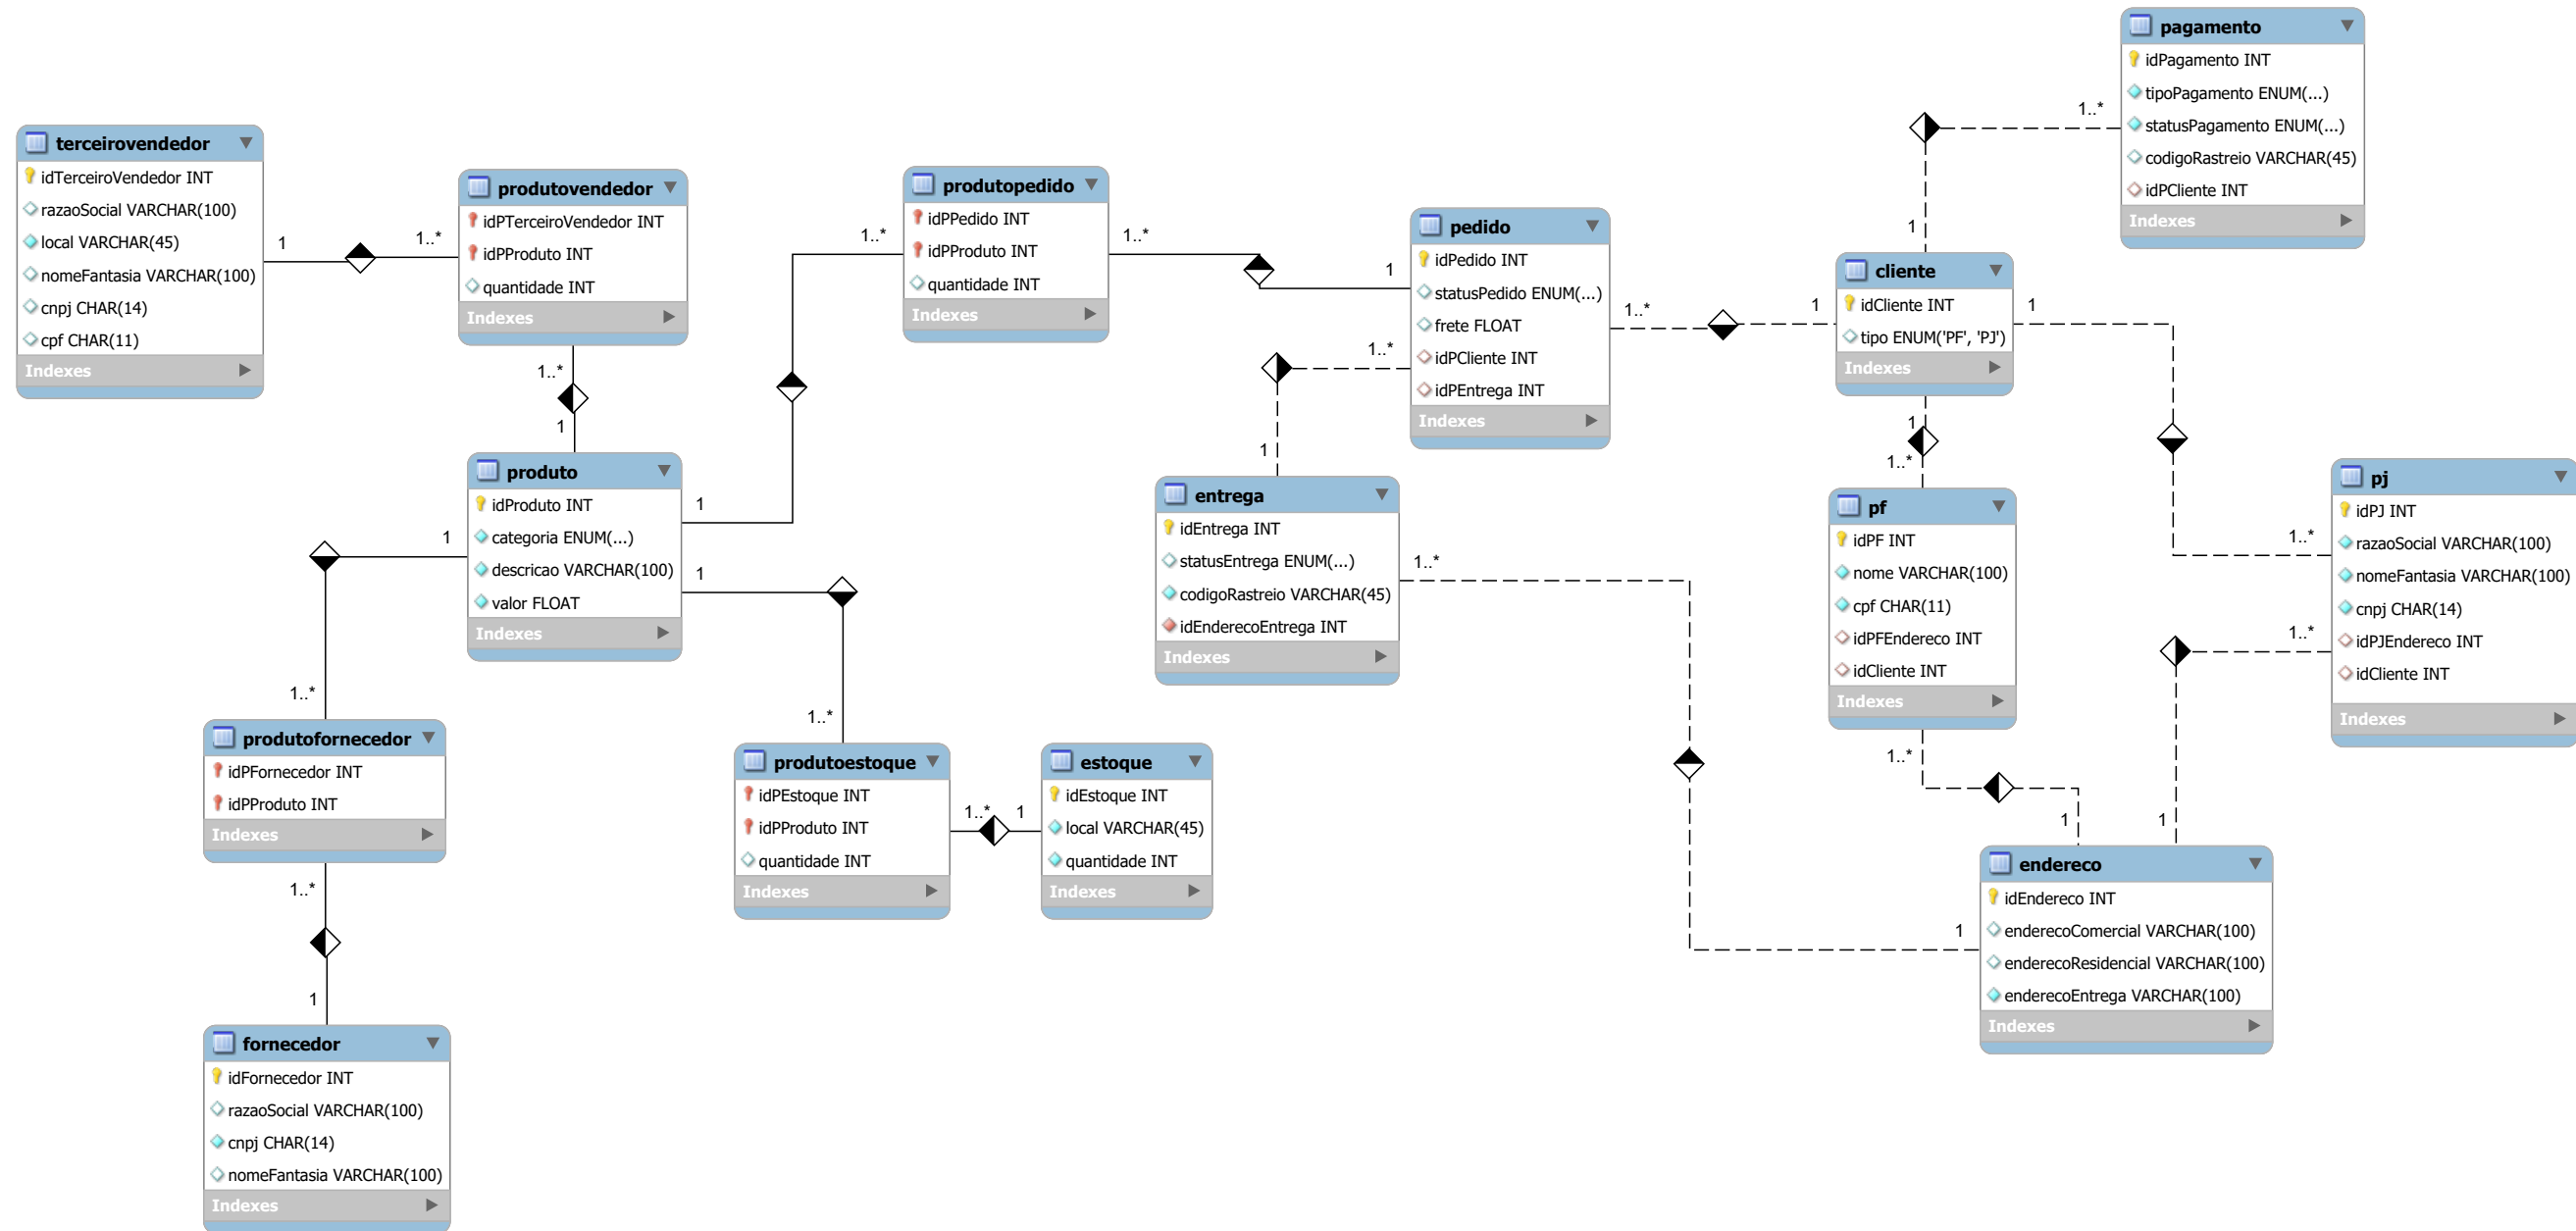 pagamento
idPagamento INT
tipoPagamento ENUM(...)
statusPagamento ENUM(...)
codigoRastreio VARCHAR(45)
idPCliente INT
Indexes
terceirovendedor
idTerceiroVendedor INT
razaoSocial VARCHAR(100)
local VARCHAR(45)
nomeFantasia VARCHAR(100)
cnpj CHAR(14)
cpf CHAR(11)
Indexes
1
1..*
produtovendedor
idPTerceiroVendedor INT
idPProduto INT
quantidade INT
Indexes
1..*
1
produtopedido
idPPedido INT
idPProduto INT
quantidade INT
Indexes
1..*
1..*
1
pedido
idPedido INT
statusPedido ENUM(...)
frete FLOAT
idPCliente INT
idPEntrega INT
Indexes
1..*
1
1..*
1
1..*
1
cliente
idCliente INT
tipo ENUM('PF', 'PJ')
Indexes
1
1..*
1
1..*
produto
idProduto INT
categoria ENUM(...)
descricao VARCHAR(100)
valor FLOAT
Indexes
1
1
1
1..*
1..*
entrega
idEntrega INT
statusEntrega ENUM(...)
codigoRastreio VARCHAR(45)
idEnderecoEntrega INT
Indexes
1..*
1
pf
idPF INT
nome VARCHAR(100)
cpf CHAR(11)
idPFEndereco INT
idCliente INT
Indexes
1..*
1
pj
idPJ INT
razaoSocial VARCHAR(100)
nomeFantasia VARCHAR(100)
cnpj CHAR(14)
idPJEndereco INT
idCliente INT
Indexes
1..*
1
produtofornecedor
idPFornecedor INT
idPProduto INT
Indexes
1..*
1
produtoestoque
idPEstoque INT
idPProduto INT
quantidade INT
Indexes
1..*
1
estoque
idEstoque INT
local VARCHAR(45)
quantidade INT
Indexes
endereco
idEndereco INT
enderecoComercial VARCHAR(100)
enderecoResidencial VARCHAR(100)
enderecoEntrega VARCHAR(100)
Indexes
fornecedor
idFornecedor INT
razaoSocial VARCHAR(100)
cnpj CHAR(14)
nomeFantasia VARCHAR(100)
Indexes